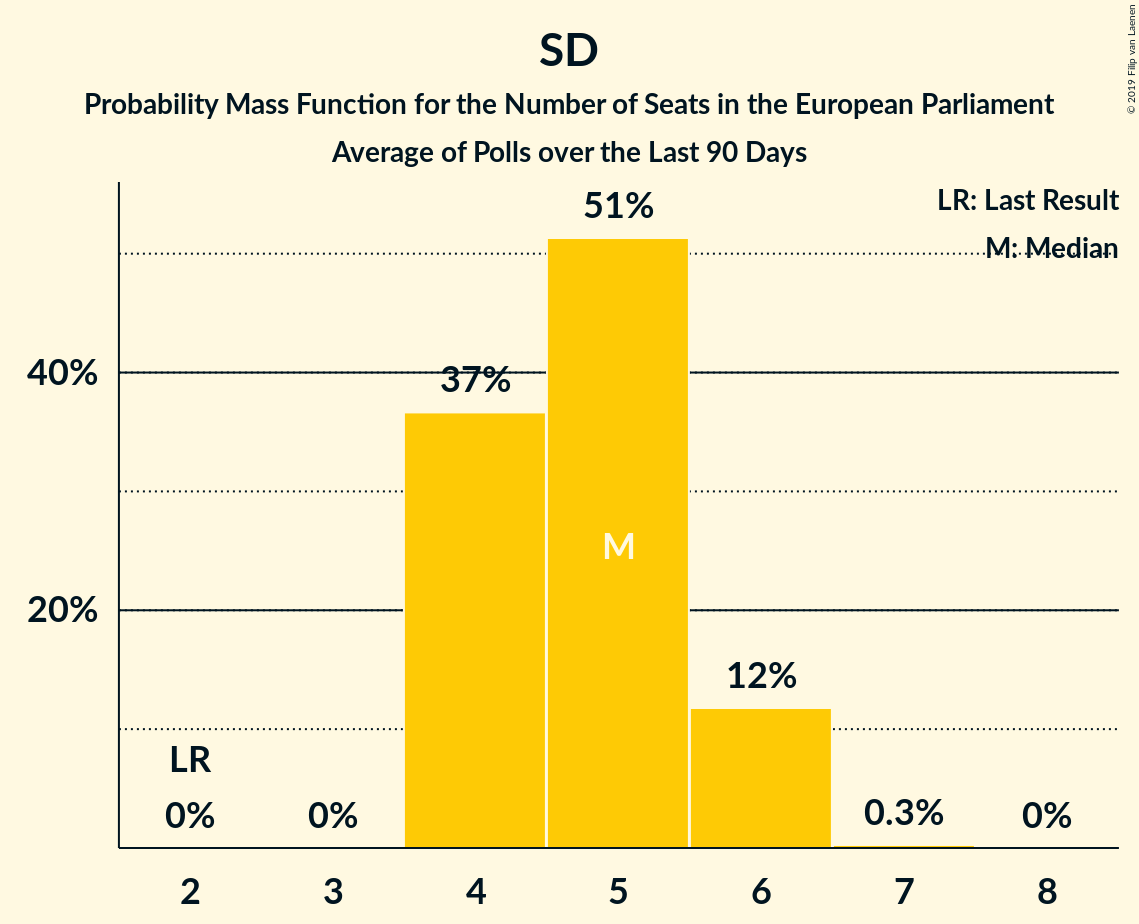 SD
Probability Mass Function for the Number of Seats in the European Parliament
Average of Polls over the Last 90 Days
© 2019 Filip van Laenen
LR: Last Result
M: Median
51%
40%
37%
M
20%
12%
LR
0%
0%
0.3%
0%
2
3
4
5
6
7
8